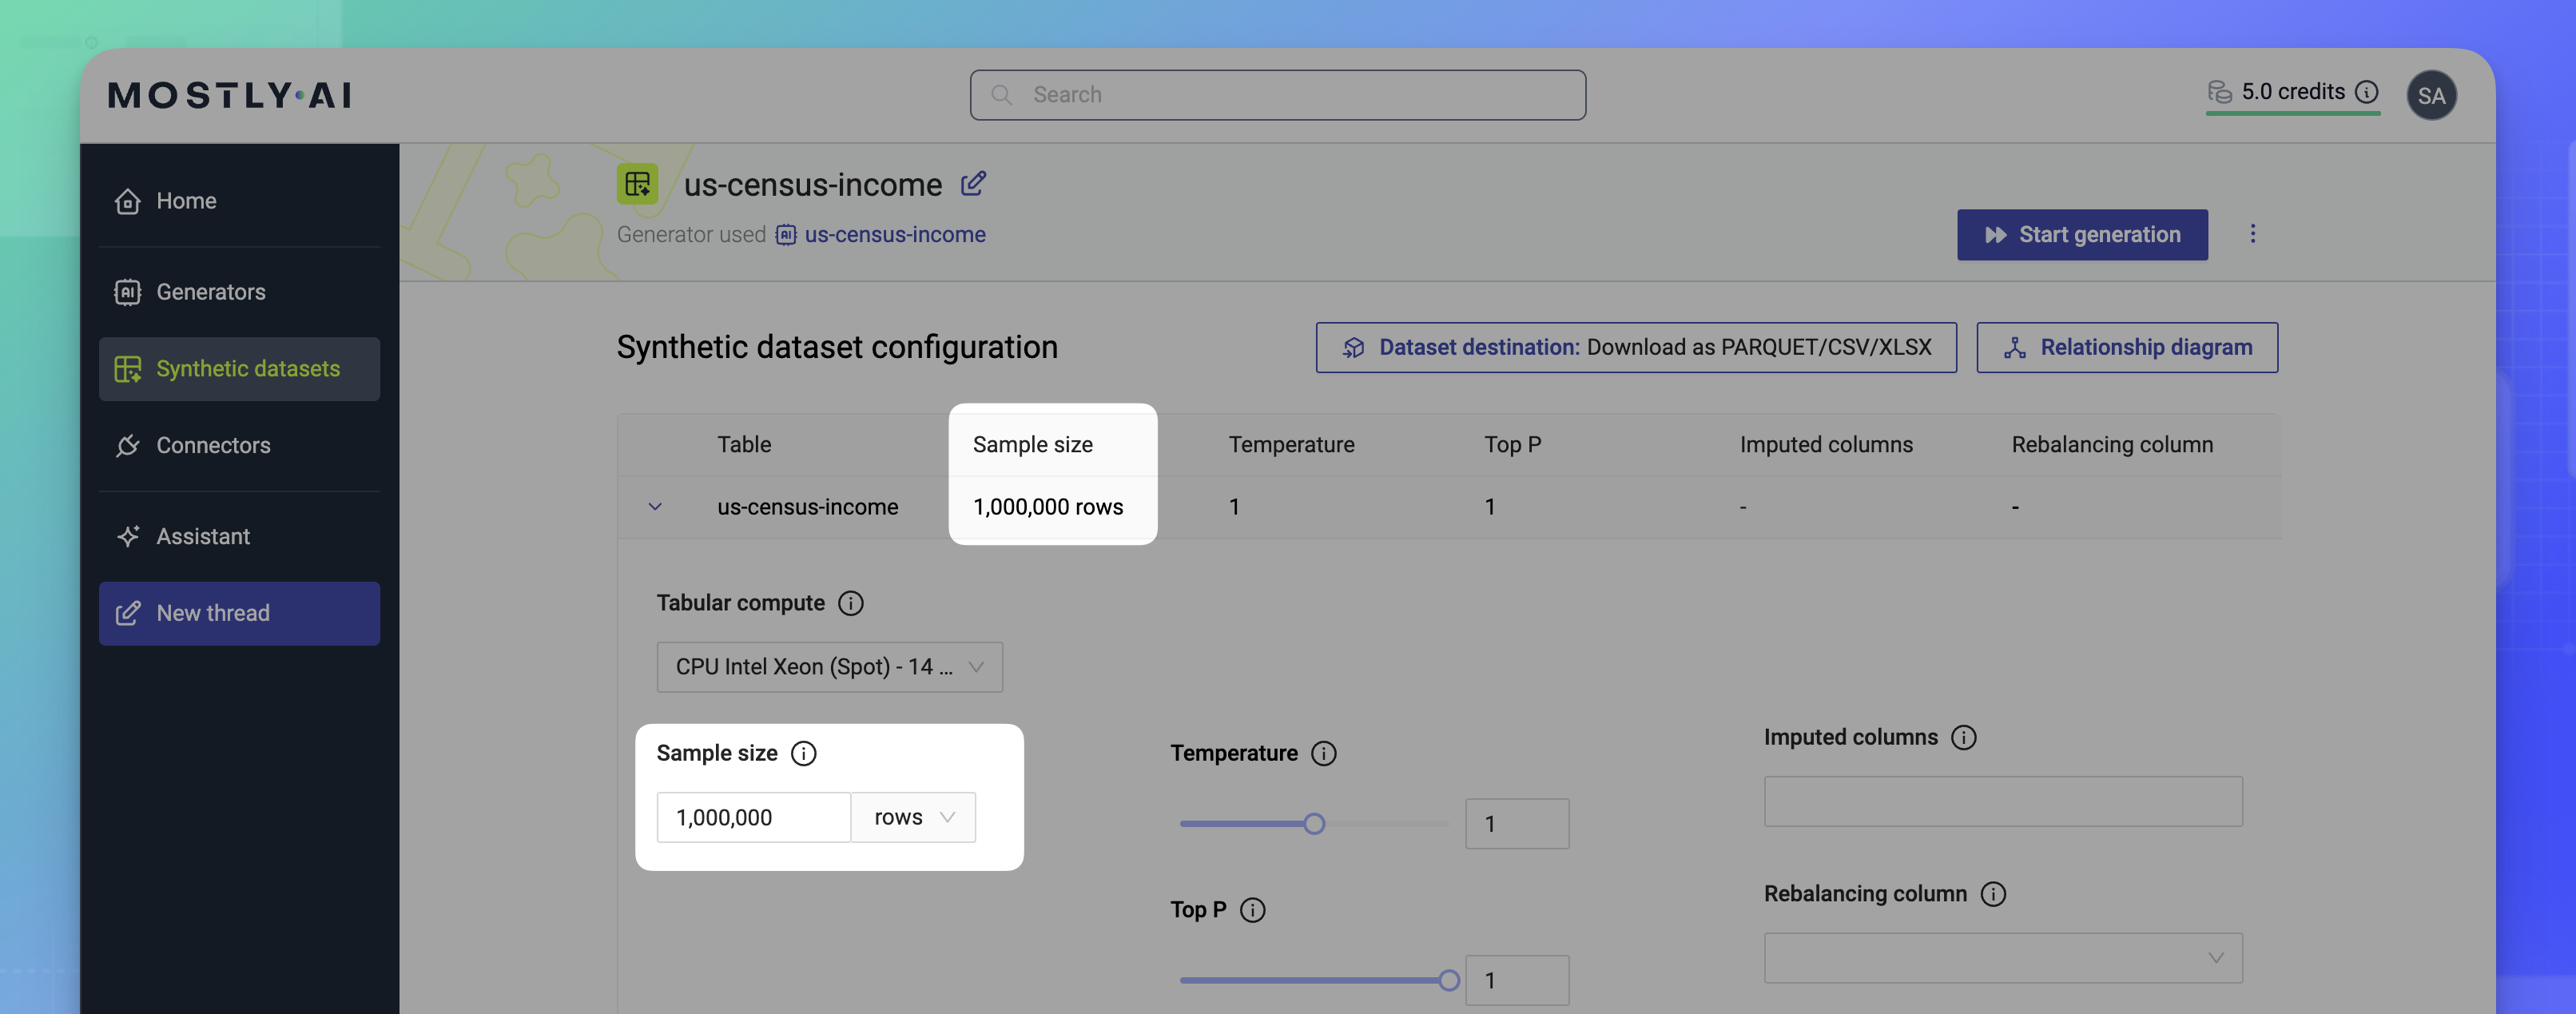 MOSTLY AI
Search
5.0 credits
SA
Home
Generators
Synthetic datasets
Connectors
Assistant
New thread
us-census-income
Generator used us-census-income
Start generation
Synthetic dataset configuration
Dataset destination: Download as PARQUET/CSV/XLSX
Relationship diagram
Table Sample size Temperature Top P Imputed columns Rebalancing column
us-census-income 1,000,000 rows 1 1 - -
Tabular compute
CPU Intel Xeon (Spot) - 14 ...
Sample size
1,000,000 rows
Temperature
1
Top P
1
Imputed columns
Rebalancing column